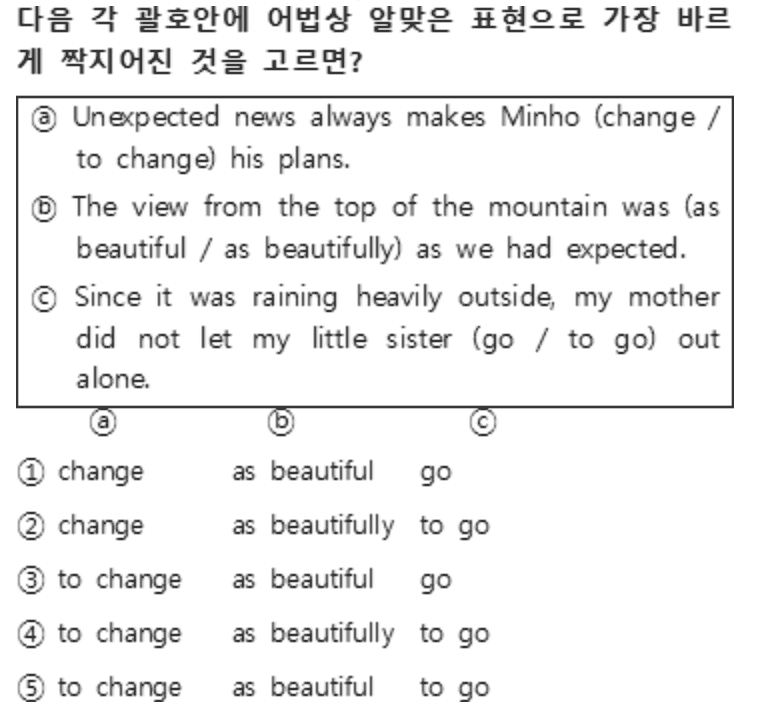 다음 각 괄호안에 어법상 알맞은 표현으로 가장 바르
게 짝지어진 것을 고르면?
ⓐ Unexpected news always makes Minho (change /
to change) his plans.
ⓑ The view from the top of the mountain was (as
beautiful / as beautifully) as we had expected.
ⓒ Since it was raining heavily outside, my mother
did not let my little sister (go / to go) out
alone.
ⓐ ⓑ ⓒ
① change as beautiful go
② change as beautifully to go
③ to change as beautiful go
④ to change as beautifully to go
⑤ to change as beautiful to go